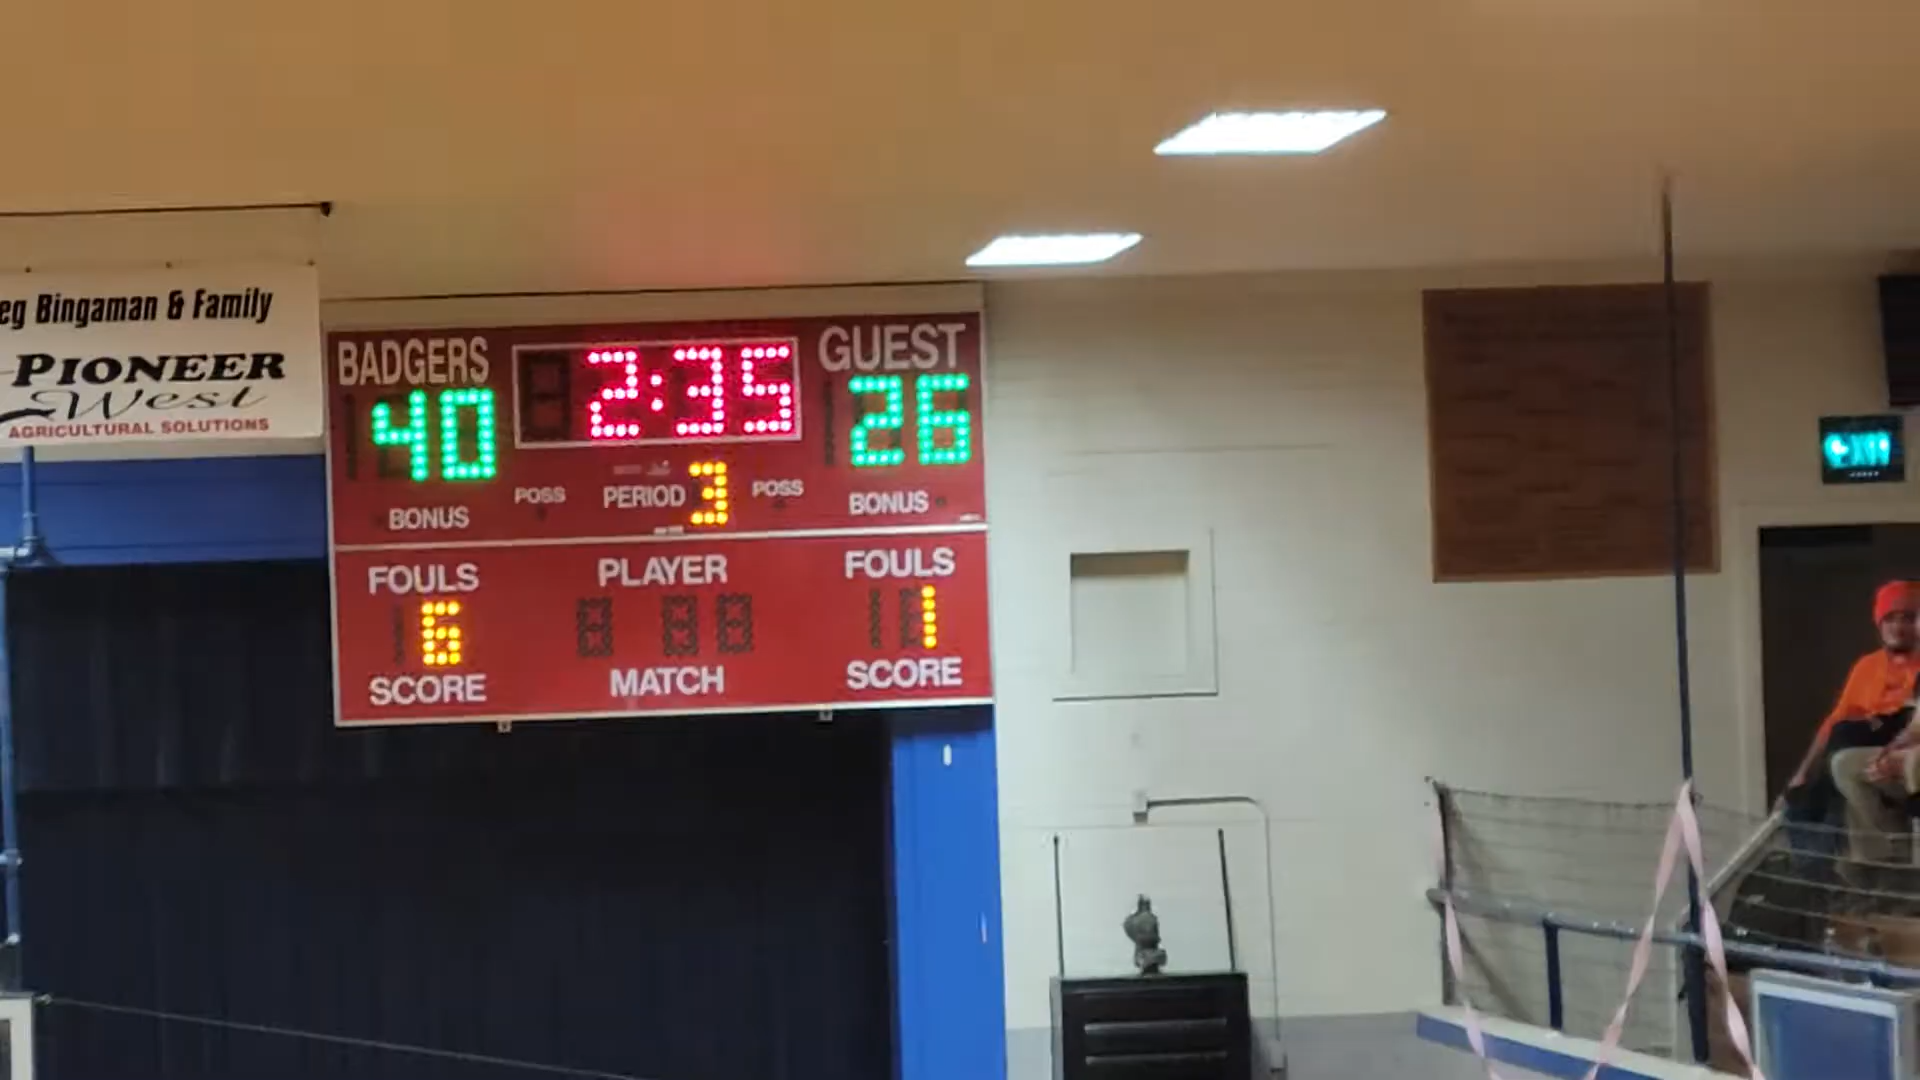 eg Bingaman & Family
PIONEER
West
AGRICULTURAL SOLUTIONS
BADGERS 2:35 GUEST
40 26
POSS PERIOD 3 POSS
BONUS BONUS
FOULS PLAYER FOULS
6 1
SCORE MATCH SCORE